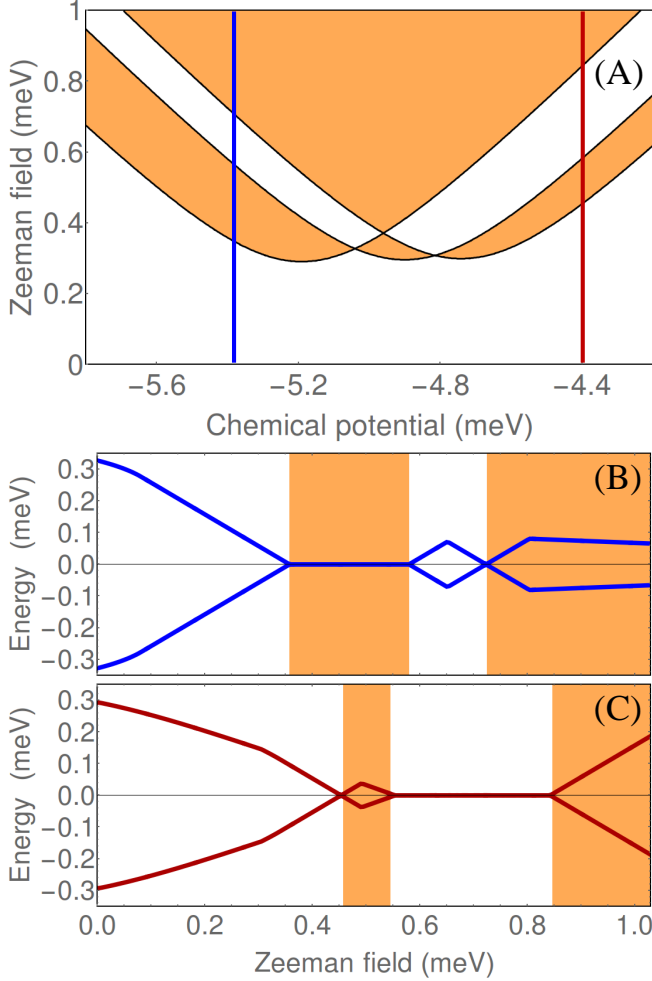 (A)
1
0.8
0.6
0.4
0.2
0
Zeeman field (meV)
−5.6 −5.2 −4.8 −4.4
Chemical potential (meV)
(B)
0.3
0.2
0.1
0.0
−0.1
−0.2
−0.3
Energy (meV)
(C)
0.3
0.2
0.1
0.0
−0.1
−0.2
−0.3
Energy (meV)
0.0 0.2 0.4 0.6 0.8 1.0
Zeeman field (meV)